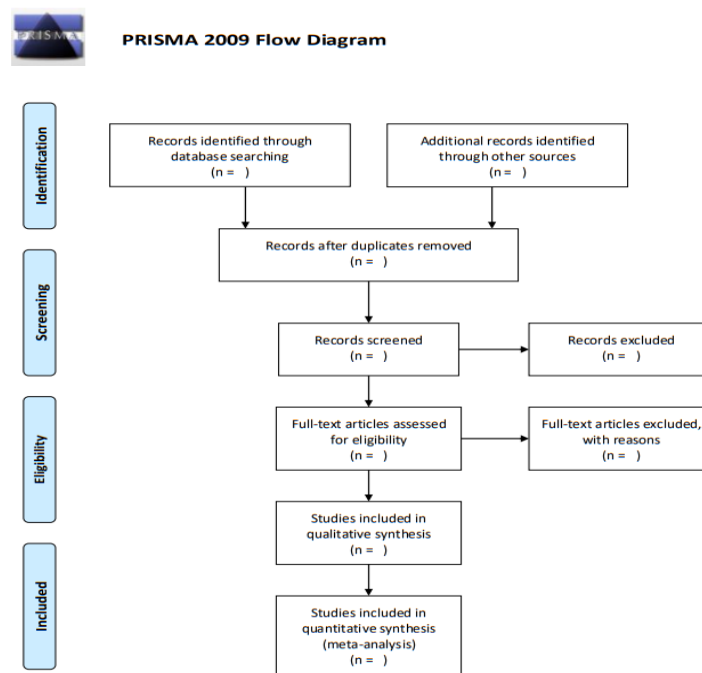 PRISMA
PRISMA 2009 Flow Diagram
Identification
Records identified through
database searching
(n =   )
Additional records identified
through other sources
(n =   )
Records after duplicates removed
(n =   )
Screening
Records screened
(n =   )
Records excluded
(n =   )
Eligibility
Full-text articles assessed
for eligibility
(n =   )
Full-text articles excluded,
with reasons
(n =   )
Studies included in
qualitative synthesis
(n =   )
Included
Studies included in
quantitative synthesis
(meta-analysis)
(n =   )